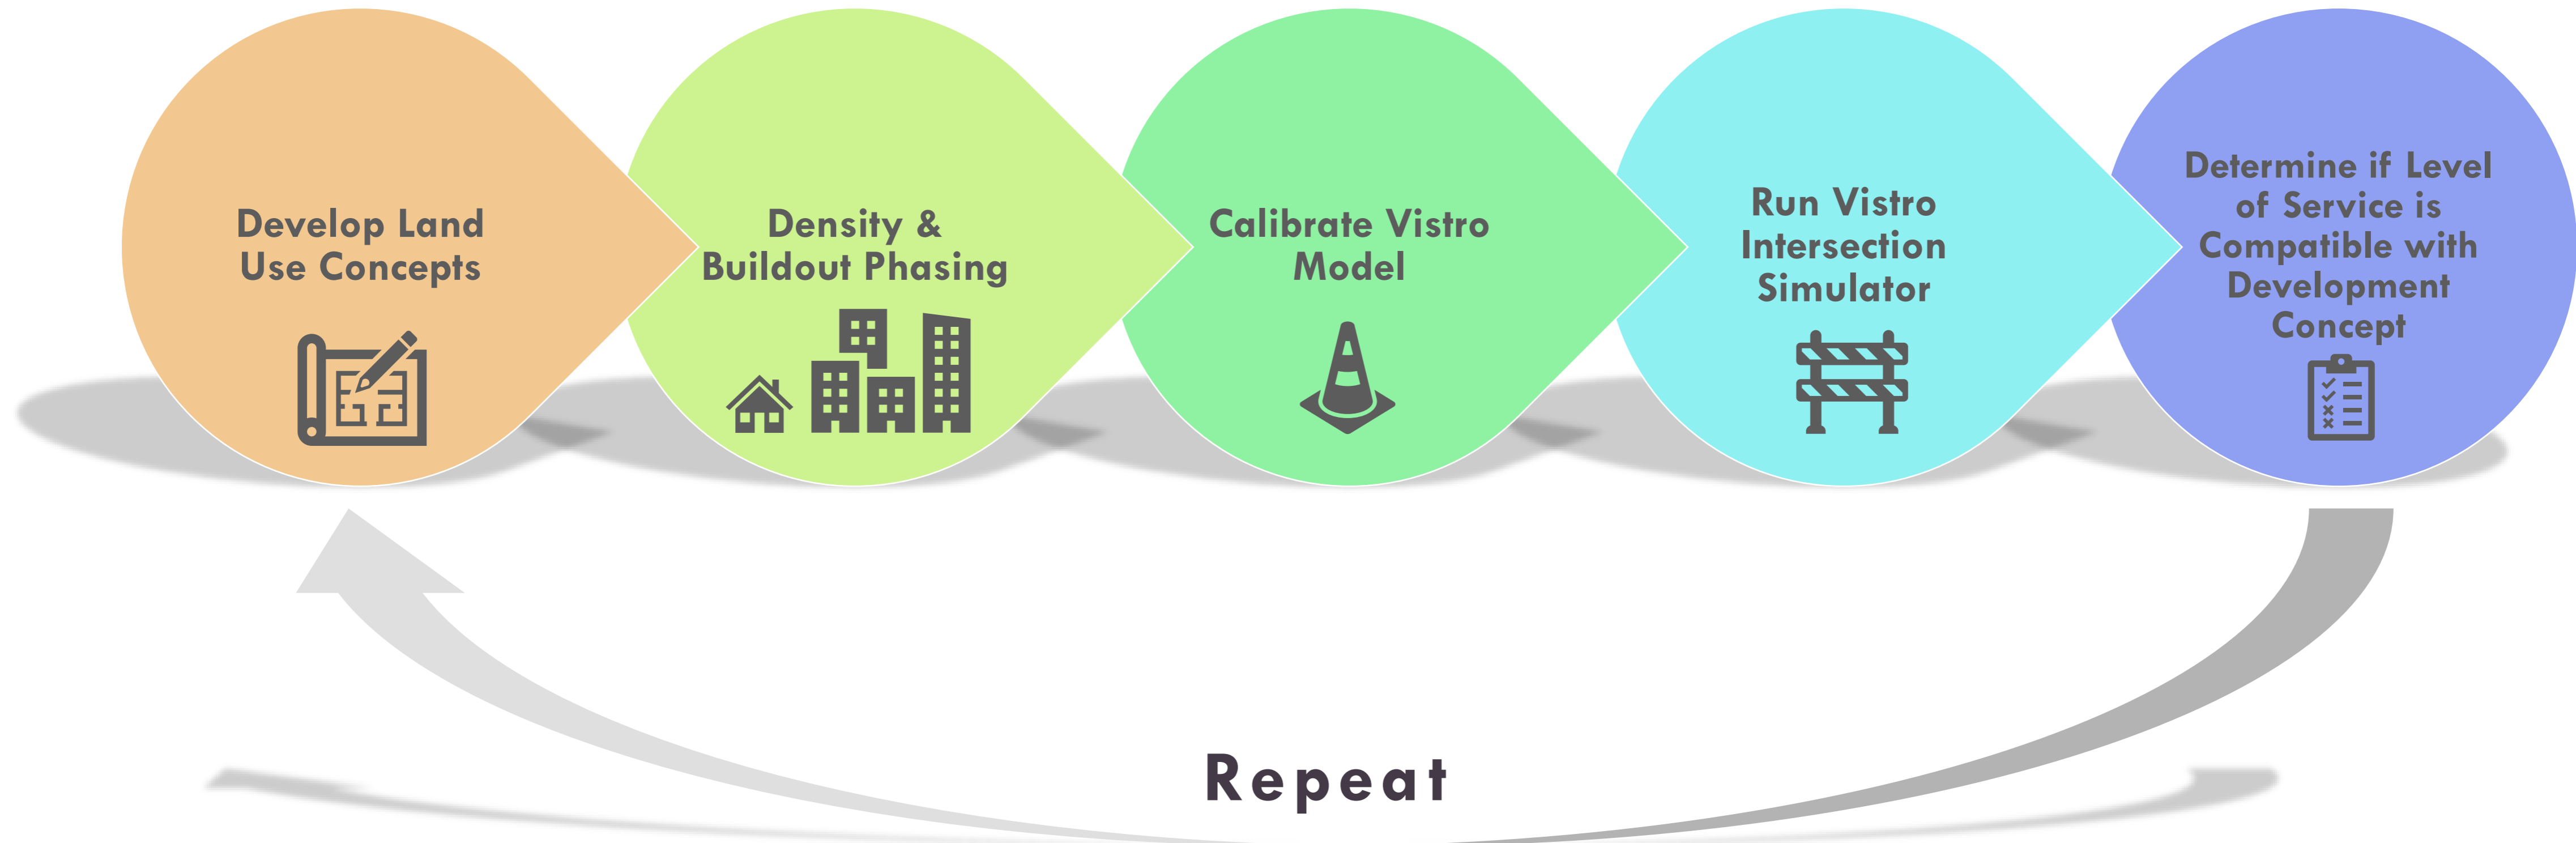 Develop Land
Use Concepts
Density &
Buildout Phasing
Calibrate Vistro
Model
Run Vistro
Intersection
Simulator
Determine if Level
of Service is
Compatible with
Development
Concept
Repeat